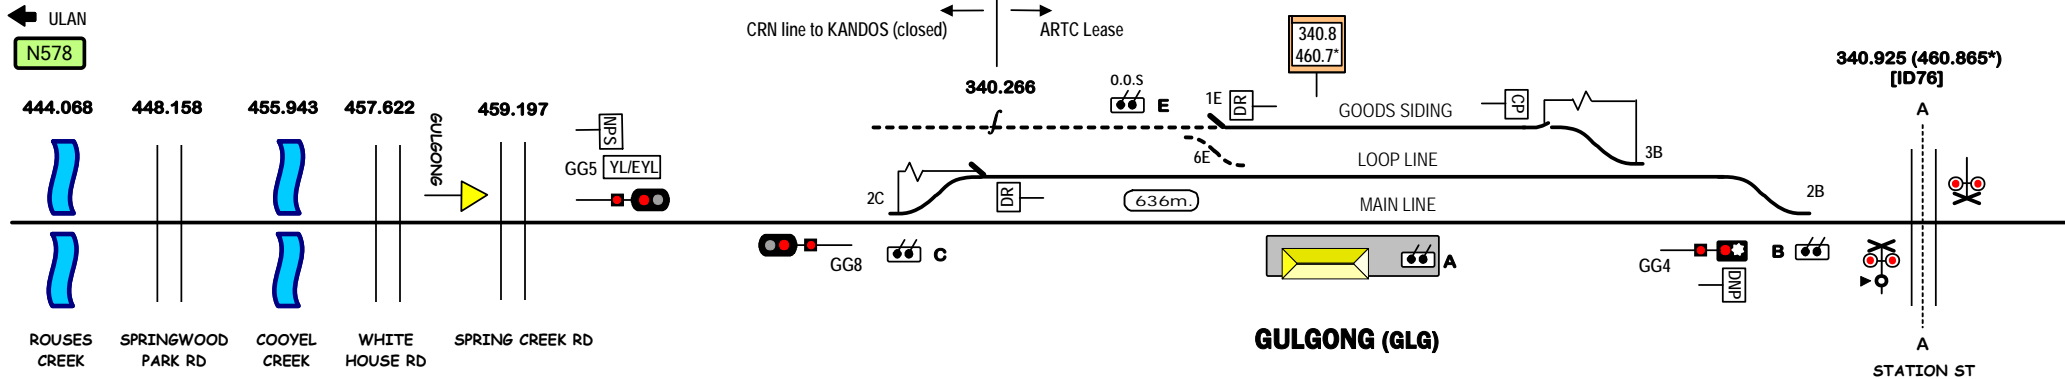 ULAN
N578
CRN line to KANDOS (closed)
ARTC Lease
340.8
460.7*
340.925 (460.865*)
[ID76]
444.068
448.158
455.943
457.622
459.197
340.266
O.O.S
E
1E
DR
GOODS SIDING
CP
A
GULGONG
NPS
GG5
YL/EYL
6E
LOOP LINE
3B
2C
DR
636m.
MAIN LINE
2B
GG8
C
A
GG4
B
DNP
ROUSES
CREEK
SPRINGWOOD
PARK RD
COOYEL
CREEK
WHITE
HOUSE RD
SPRING CREEK RD
GULGONG (GLG)
A
STATION ST